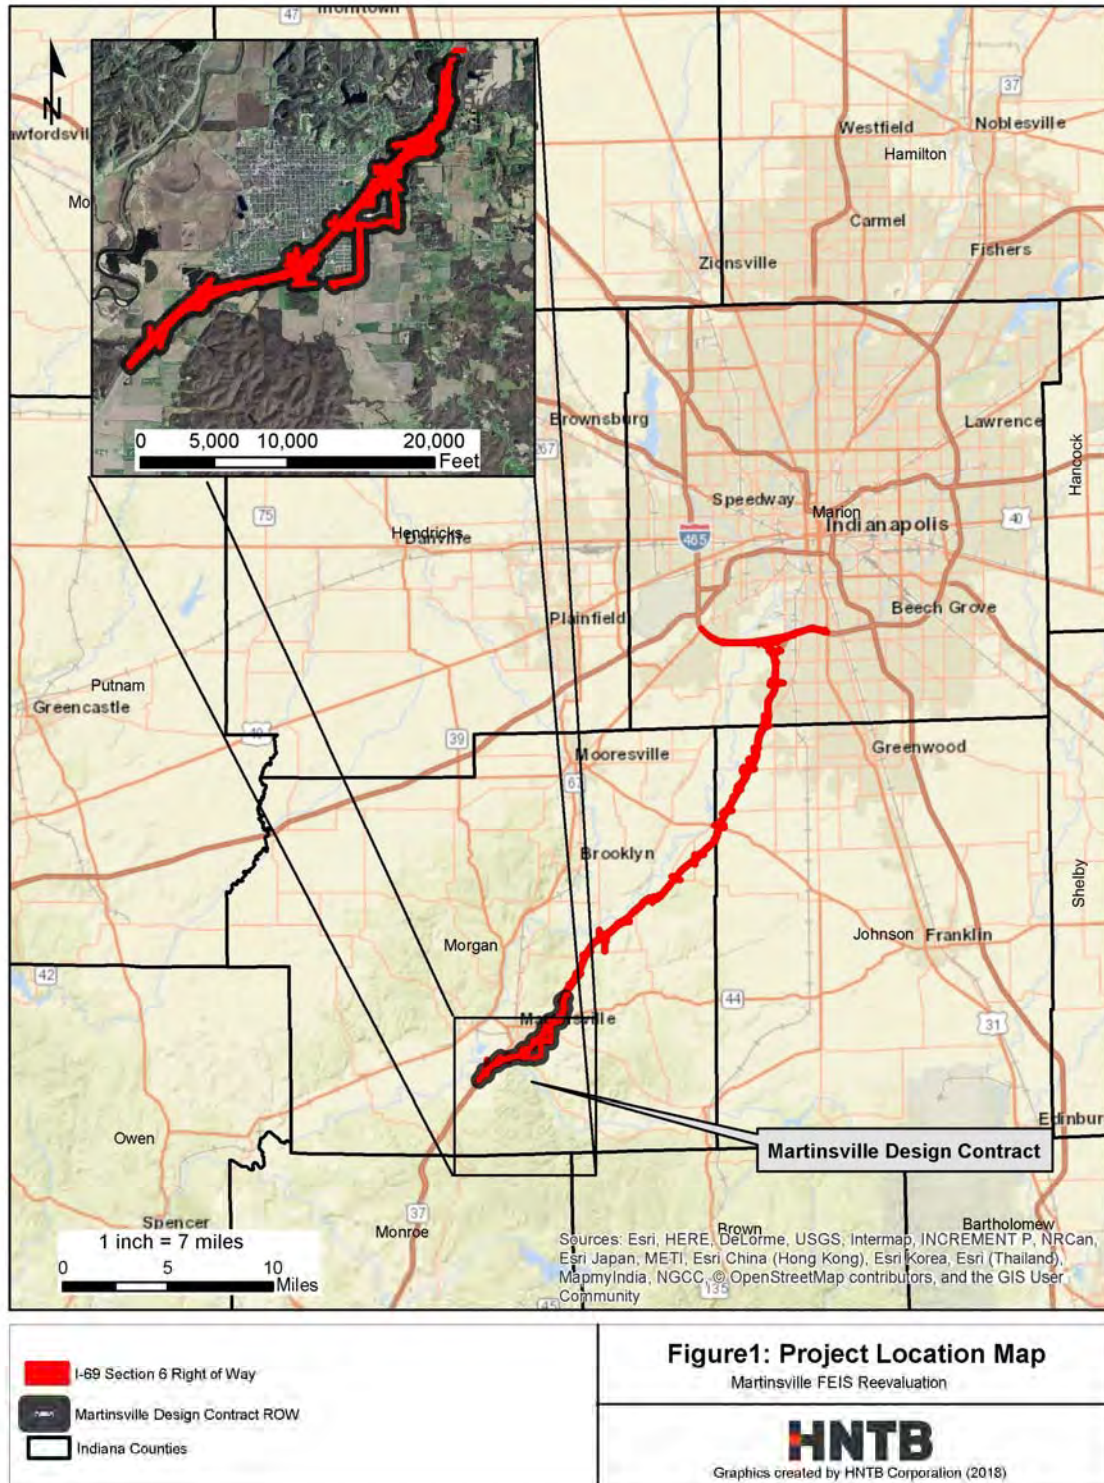 47
N
37
Westfield
Noblesville
Hamilton
Carmel
Fishers
Zionsville
0 5,000 10,000 20,000
Feet
Brownsburg
267
Lawrence
Hancock
Speedway
Marion
Indianapolis
40
75
Hendricks
Danville
465
Plainfield
Beech Grove
Putnam
Greencastle
40
39
Mooresville
67
Greenwood
Brooklyn
Shelby
Morgan
Johnson
Franklin
42
44
Martinsville
31
Owen
Martinsville Design Contract
Spencer
1 inch = 7 miles
0 5 10
Miles
37
Monroe
Brown
Bartholomew
135
45
Sources: Esri, HERE, DeLorme, USGS, Intermap, INCREMENT P, NRCan,
Esri Japan, METI, Esri China (Hong Kong), Esri Korea, Esri (Thailand),
MapmyIndia, NGCC, © OpenStreetMap contributors, and the GIS User
Community
I-69 Section 6 Right of Way
Martinsville Design Contract ROW
Indiana Counties
Figure1: Project Location Map
Martinsville FEIS Reevaluation
HNTB
Graphics created by HNTB Corporation (2018)